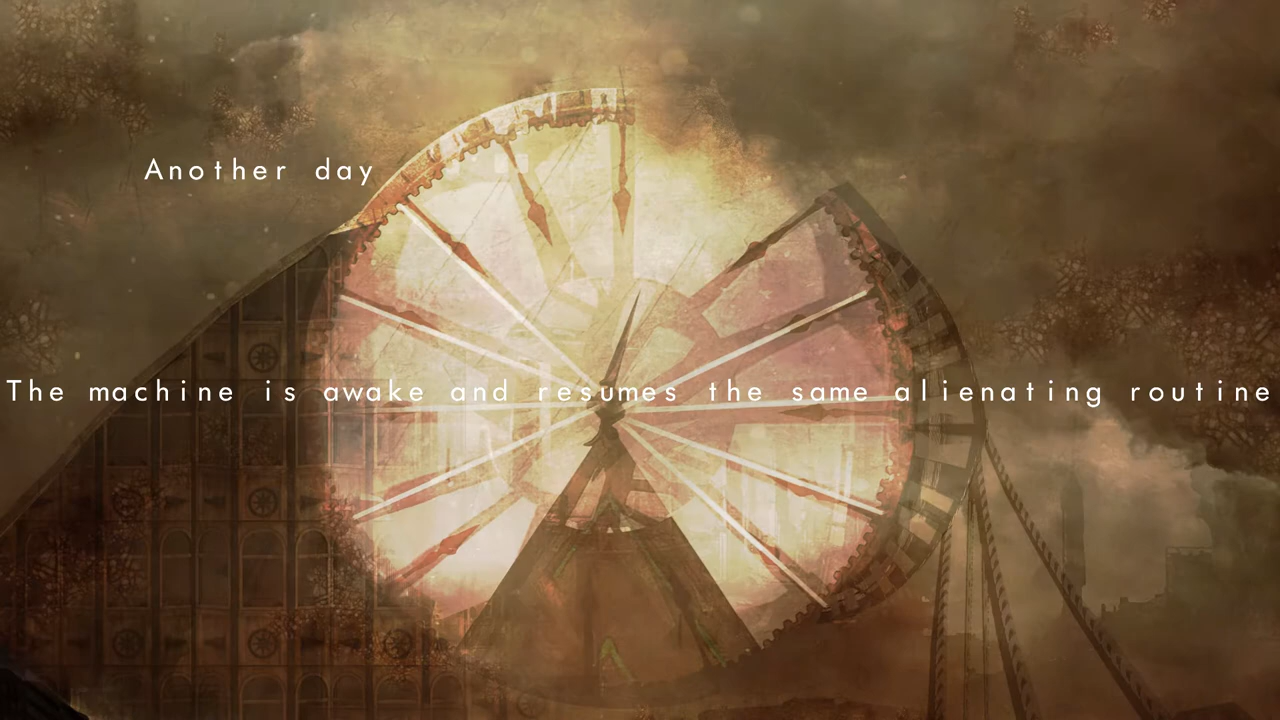 Another day
The machine is awake and resumes the same alienating routine